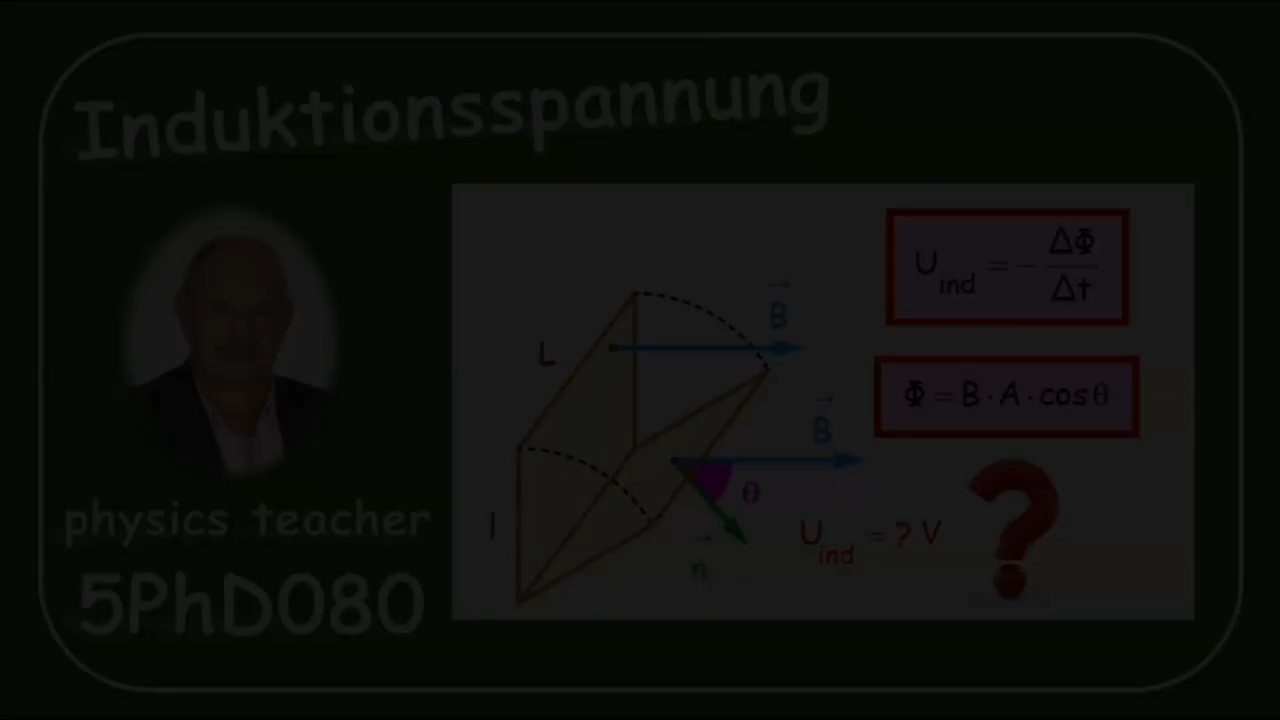 Induktionsspannung
physics teacher
5PhD080
L
l
B
B
θ
n
U_ind = - ΔΦ/Δt
Φ = B · A · cos θ
U_ind = ? V
?